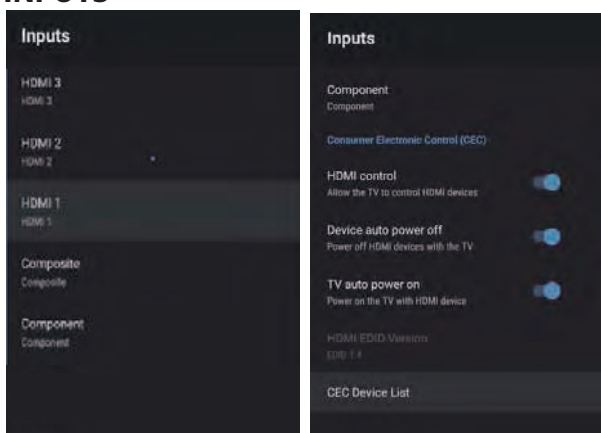 INPUTS
Inputs
HDMI 3
HDMI 3
HDMI 2
HDMI 2
HDMI 1
HDMI 1
Composite
Composite
Component
Component
Inputs
Component
Component
Consumer Electronic Control (CEC)
HDMI control
Allow the TV to control HDMI devices
Device auto power off
Power off HDMI devices with the TV
TV auto power on
Power on the TV with HDMI device
HDMI EDID Version
EDID 1.4
CEC Device List